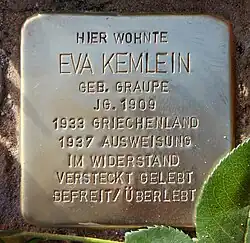 HIER WOHNTE
EVA KEMLEIN
GEB. GRAUPE
JG. 1909
1933 GRIECHENLAND
1937 AUSWEISUNG
IM WIDERSTAND
VERSTECKT GELEBT
BEFREIT/ÜBERLEBT